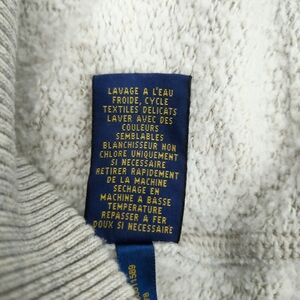 LAVAGE A L'EAU
FROIDE, CYCLE
TEXTILES DELICATS
LAVER AVEC DES
COULEURS
SEMBLABLES
BLANCHISSEUR NON
CHLORE UNIQUEMENT
SI NECESSAIRE
RETIRER RAPIDEMENT
DE LA MACHINE
SECHAGE EN
MACHINE A BASSE
TEMPERATURE
REPASSER A FER
DOUX SI NECESSAIRE